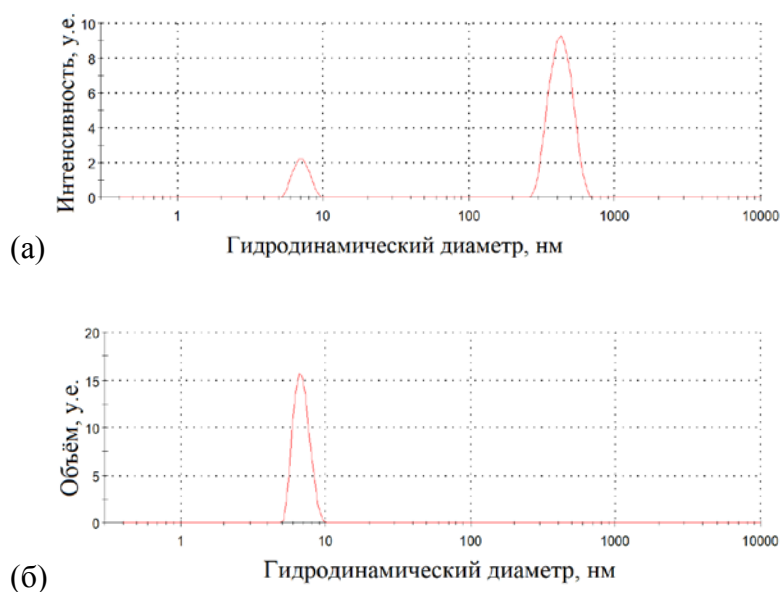 Интенсивность, у.е.
10
8
6
4
2
0
1 10 100 1000 10000
(а)
Гидродинамический диаметр, нм
Объём, у.е.
20
15
10
5
0
1 10 100 1000 10000
(б)
Гидродинамический диаметр, нм